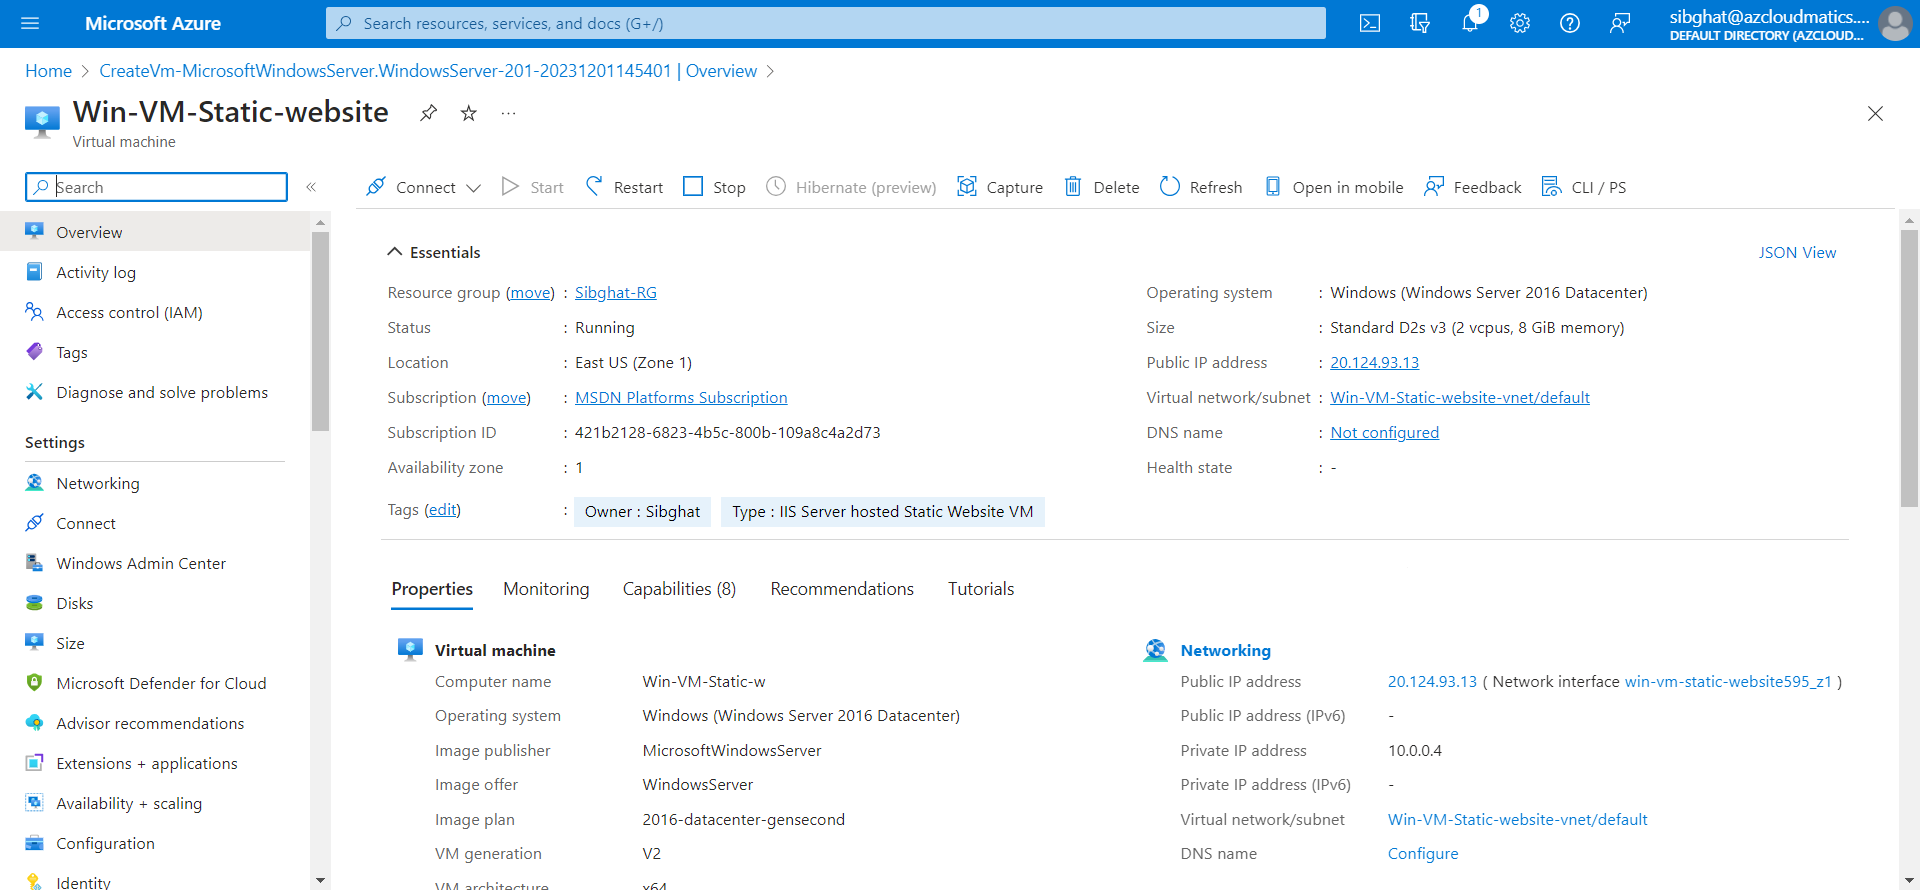 Microsoft Azure
Search resources, services, and docs (G+/)
1
sibghat@azcloudmatics....
DEFAULT DIRECTORY (AZCLOUD...
Home > CreateVm-MicrosoftWindowsServer.WindowsServer-201-20231201145401 | Overview >
Win-VM-Static-website
...
Virtual machine
Search
«
Connect
Start
Restart
Stop
Hibernate (preview)
Capture
Delete
Refresh
Open in mobile
Feedback
CLI / PS
Overview
Activity log
Access control (IAM)
Tags
Diagnose and solve problems
Settings
Networking
Connect
Windows Admin Center
Disks
Size
Microsoft Defender for Cloud
Advisor recommendations
Extensions + applications
Availability + scaling
Configuration
Identity
Essentials
JSON View
Resource group (move) : Sibghat-RG
Status : Running
Location : East US (Zone 1)
Subscription (move) : MSDN Platforms Subscription
Subscription ID : 421b2128-6823-4b5c-800b-109a8c4a2d73
Availability zone : 1
Operating system : Windows (Windows Server 2016 Datacenter)
Size : Standard D2s v3 (2 vcpus, 8 GiB memory)
Public IP address : 20.124.93.13
Virtual network/subnet : Win-VM-Static-website-vnet/default
DNS name : Not configured
Health state : -
Tags (edit) : Owner : Sibghat Type : IIS Server hosted Static Website VM
Properties
Monitoring
Capabilities (8)
Recommendations
Tutorials
Virtual machine
Computer name Win-VM-Static-w
Operating system Windows (Windows Server 2016 Datacenter)
Image publisher MicrosoftWindowsServer
Image offer WindowsServer
Image plan 2016-datacenter-gensecond
VM generation V2
VM architecture x64
Networking
Public IP address 20.124.93.13 ( Network interface win-vm-static-website595_z1 )
Public IP address (IPv6) -
Private IP address 10.0.0.4
Private IP address (IPv6) -
Virtual network/subnet Win-VM-Static-website-vnet/default
DNS name Configure